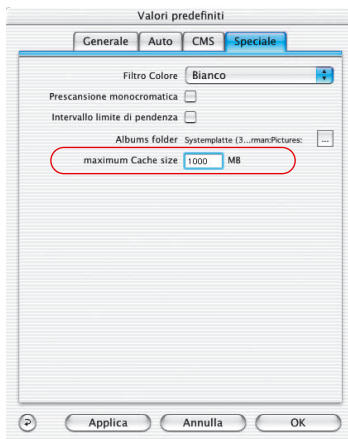 Valori predefiniti
Generale Auto CMS Speciale
Filtro Colore Bianco
Prescansione monocromatica
Intervallo limite di pendenza
Albums folder Systemplatte (3...rman:Pictures: ...
maximum Cache size 1000 MB
Applica Annulla OK